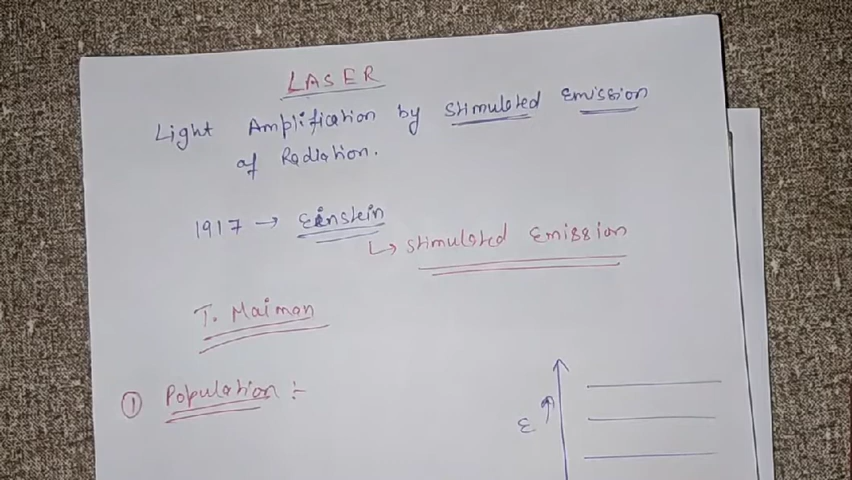 LASER
Light Amplification by Stimulated Emission
of Radiation.
1917 → Einstein
↳ Stimulated Emission
T. Maiman
① Population :-
E ↑